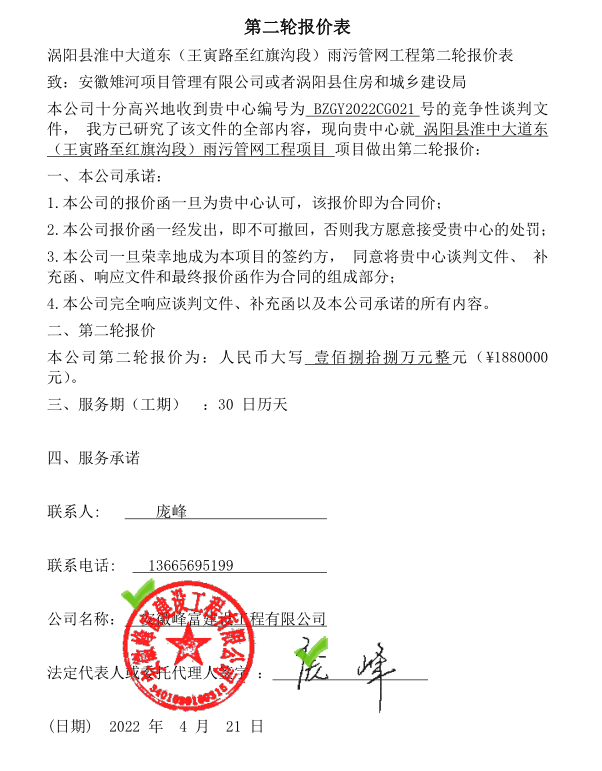 第二轮报价表
涡阳县淮中大道东（王寅路至红旗沟段）雨污管网工程第二轮报价表
致：安徽雉河项目管理有限公司或者涡阳县住房和城乡建设局
本公司十分高兴地收到贵中心编号为 BZGY2022CG021 号的竞争性谈判文
件， 我方已研究了该文件的全部内容，现向贵中心就 涡阳县淮中大道东
（王寅路至红旗沟段）雨污管网工程项目 项目做出第二轮报价：
一、本公司承诺：
1.本公司的报价函一旦为贵中心认可，该报价即为合同价；
2.本公司报价函一经发出，即不可撤回，否则我方愿意接受贵中心的处罚；
3.本公司一旦荣幸地成为本项目的签约方， 同意将贵中心谈判文件、 补
充函、响应文件和最终报价函作为合同的组成部分；
4.本公司完全响应谈判文件、补充函以及本公司承诺的所有内容。
二、第二轮报价
本公司第二轮报价为：人民币大写 壹佰捌拾捌万元整元（¥1880000
元）。
三、服务期（工期） ：30 日历天
四、服务承诺
联系人： 庞峰
联系电话： 13665695199
公司名称： 安徽峰富建设工程有限公司
法定代表人或委托代理人签字 ： 庞 峰
(日期) 2022 年 4 月 21 日
安徽峰富建设工程有限公司